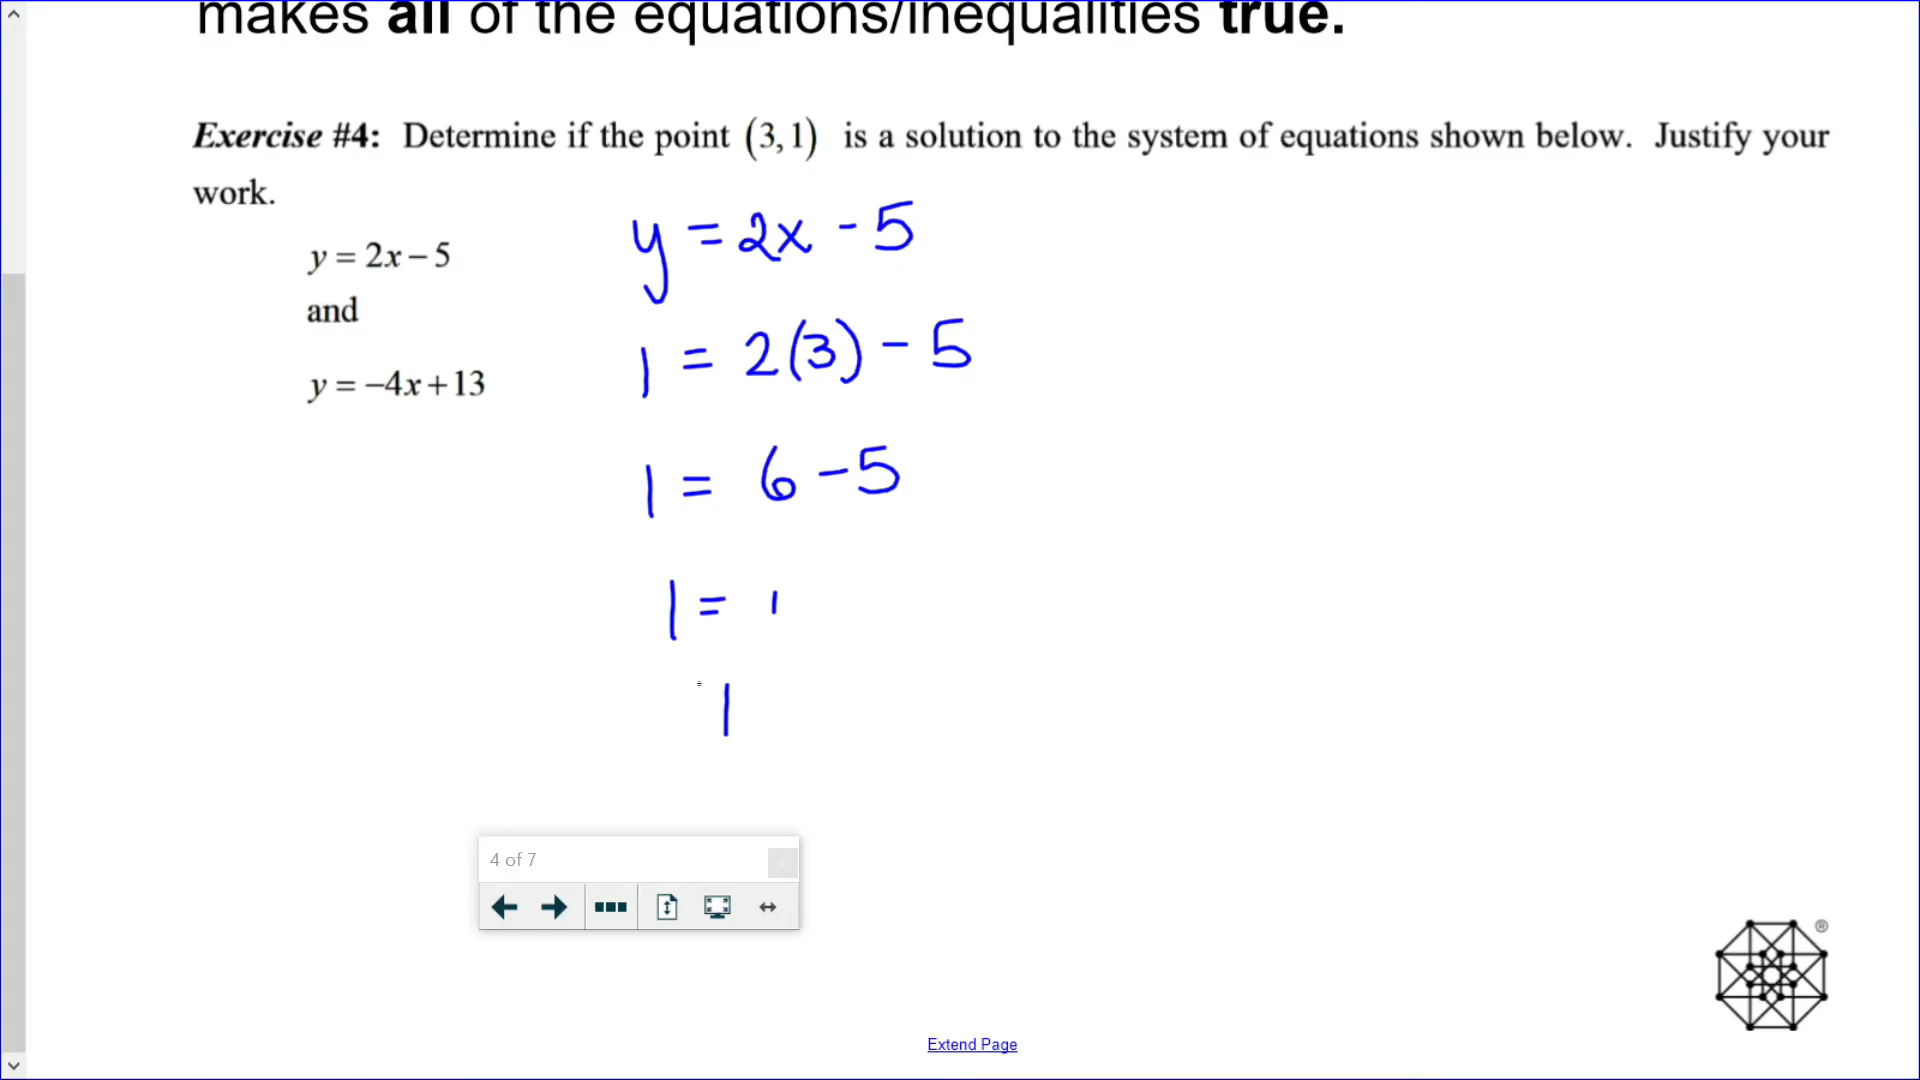 makes all of the equations/inequalities true.
Exercise #4: Determine if the point (3,1) is a solution to the system of equations shown below. Justify your
work.
y = 2x – 5
and
y = –4x + 13
y = 2x - 5
1 = 2(3) - 5
1 = 6 - 5
1 = 1
1
4 of 7
Extend Page
®